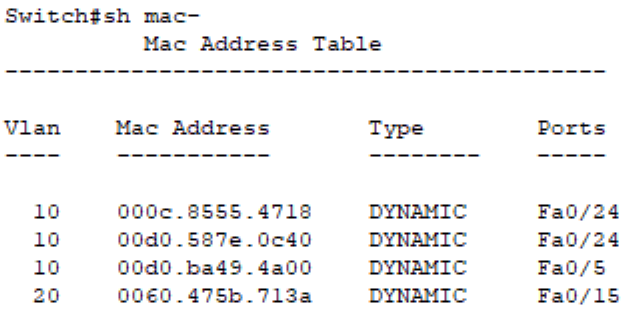 Switch#sh mac-
Mac Address Table
-------------------------------------------
Vlan Mac Address Type Ports
---- ----------- -------- -----
10 000c.8555.4718 DYNAMIC Fa0/24
10 00d0.587e.0c40 DYNAMIC Fa0/24
10 00d0.ba49.4a00 DYNAMIC Fa0/5
20 0060.475b.713a DYNAMIC Fa0/15